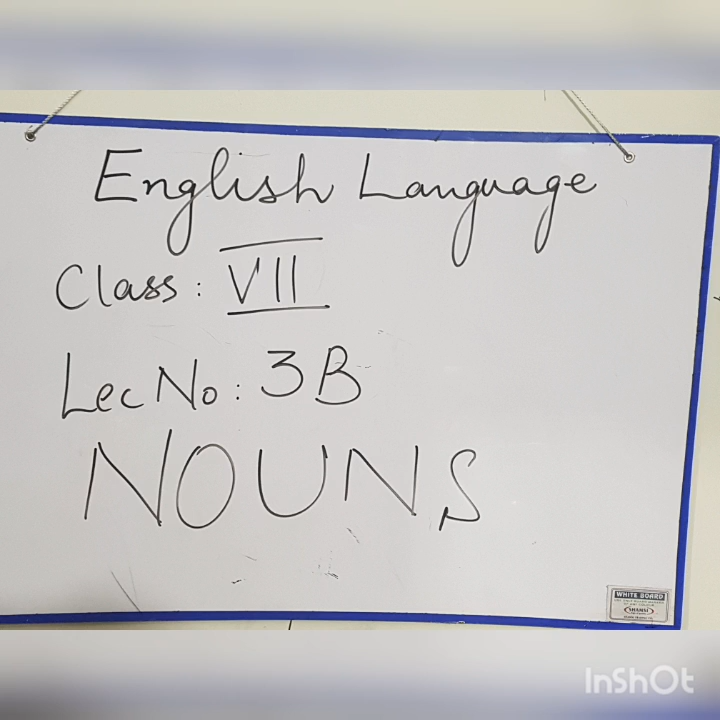 English Language
Class: VII
Lec No: 3B
NOUNS
WHITE BOARD
InShOt